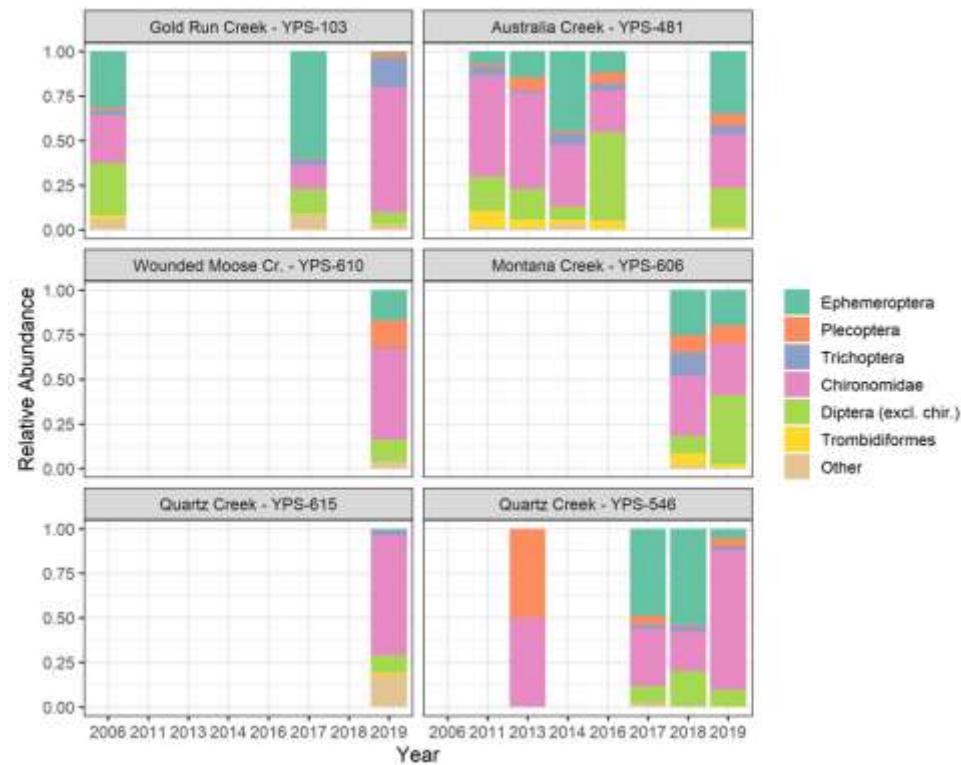 Gold Run Creek - YPS-103
Australia Creek - YPS-481
1.00
0.75
0.50
0.25
0.00
Wounded Moose Cr. - YPS-610
Montana Creek - YPS-606
1.00
0.75
0.50
0.25
0.00
Quartz Creek - YPS-615
Quartz Creek - YPS-546
1.00
0.75
0.50
0.25
0.00
Relative Abundance
2006 2011 2013 2014 2016 2017 2018 2019
2006 2011 2013 2014 2016 2017 2018 2019
Year
Ephemeroptera
Plecoptera
Trichoptera
Chironomidae
Diptera (excl. chir.)
Trombidiformes
Other